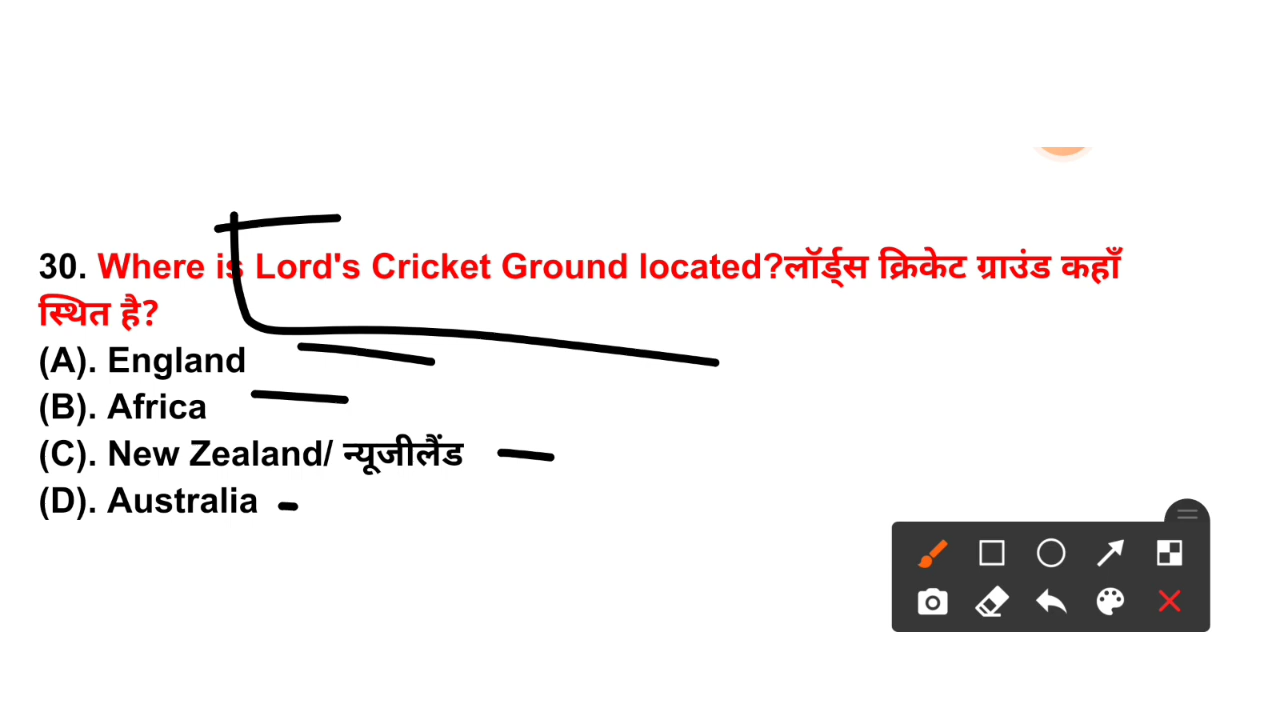 30. Where is Lord's Cricket Ground located?लॉर्ड्स क्रिकेट ग्राउंड कहाँ
स्थित है?
(A). England
(B). Africa
(C). New Zealand/ न्यूजीलैंड
(D). Australia